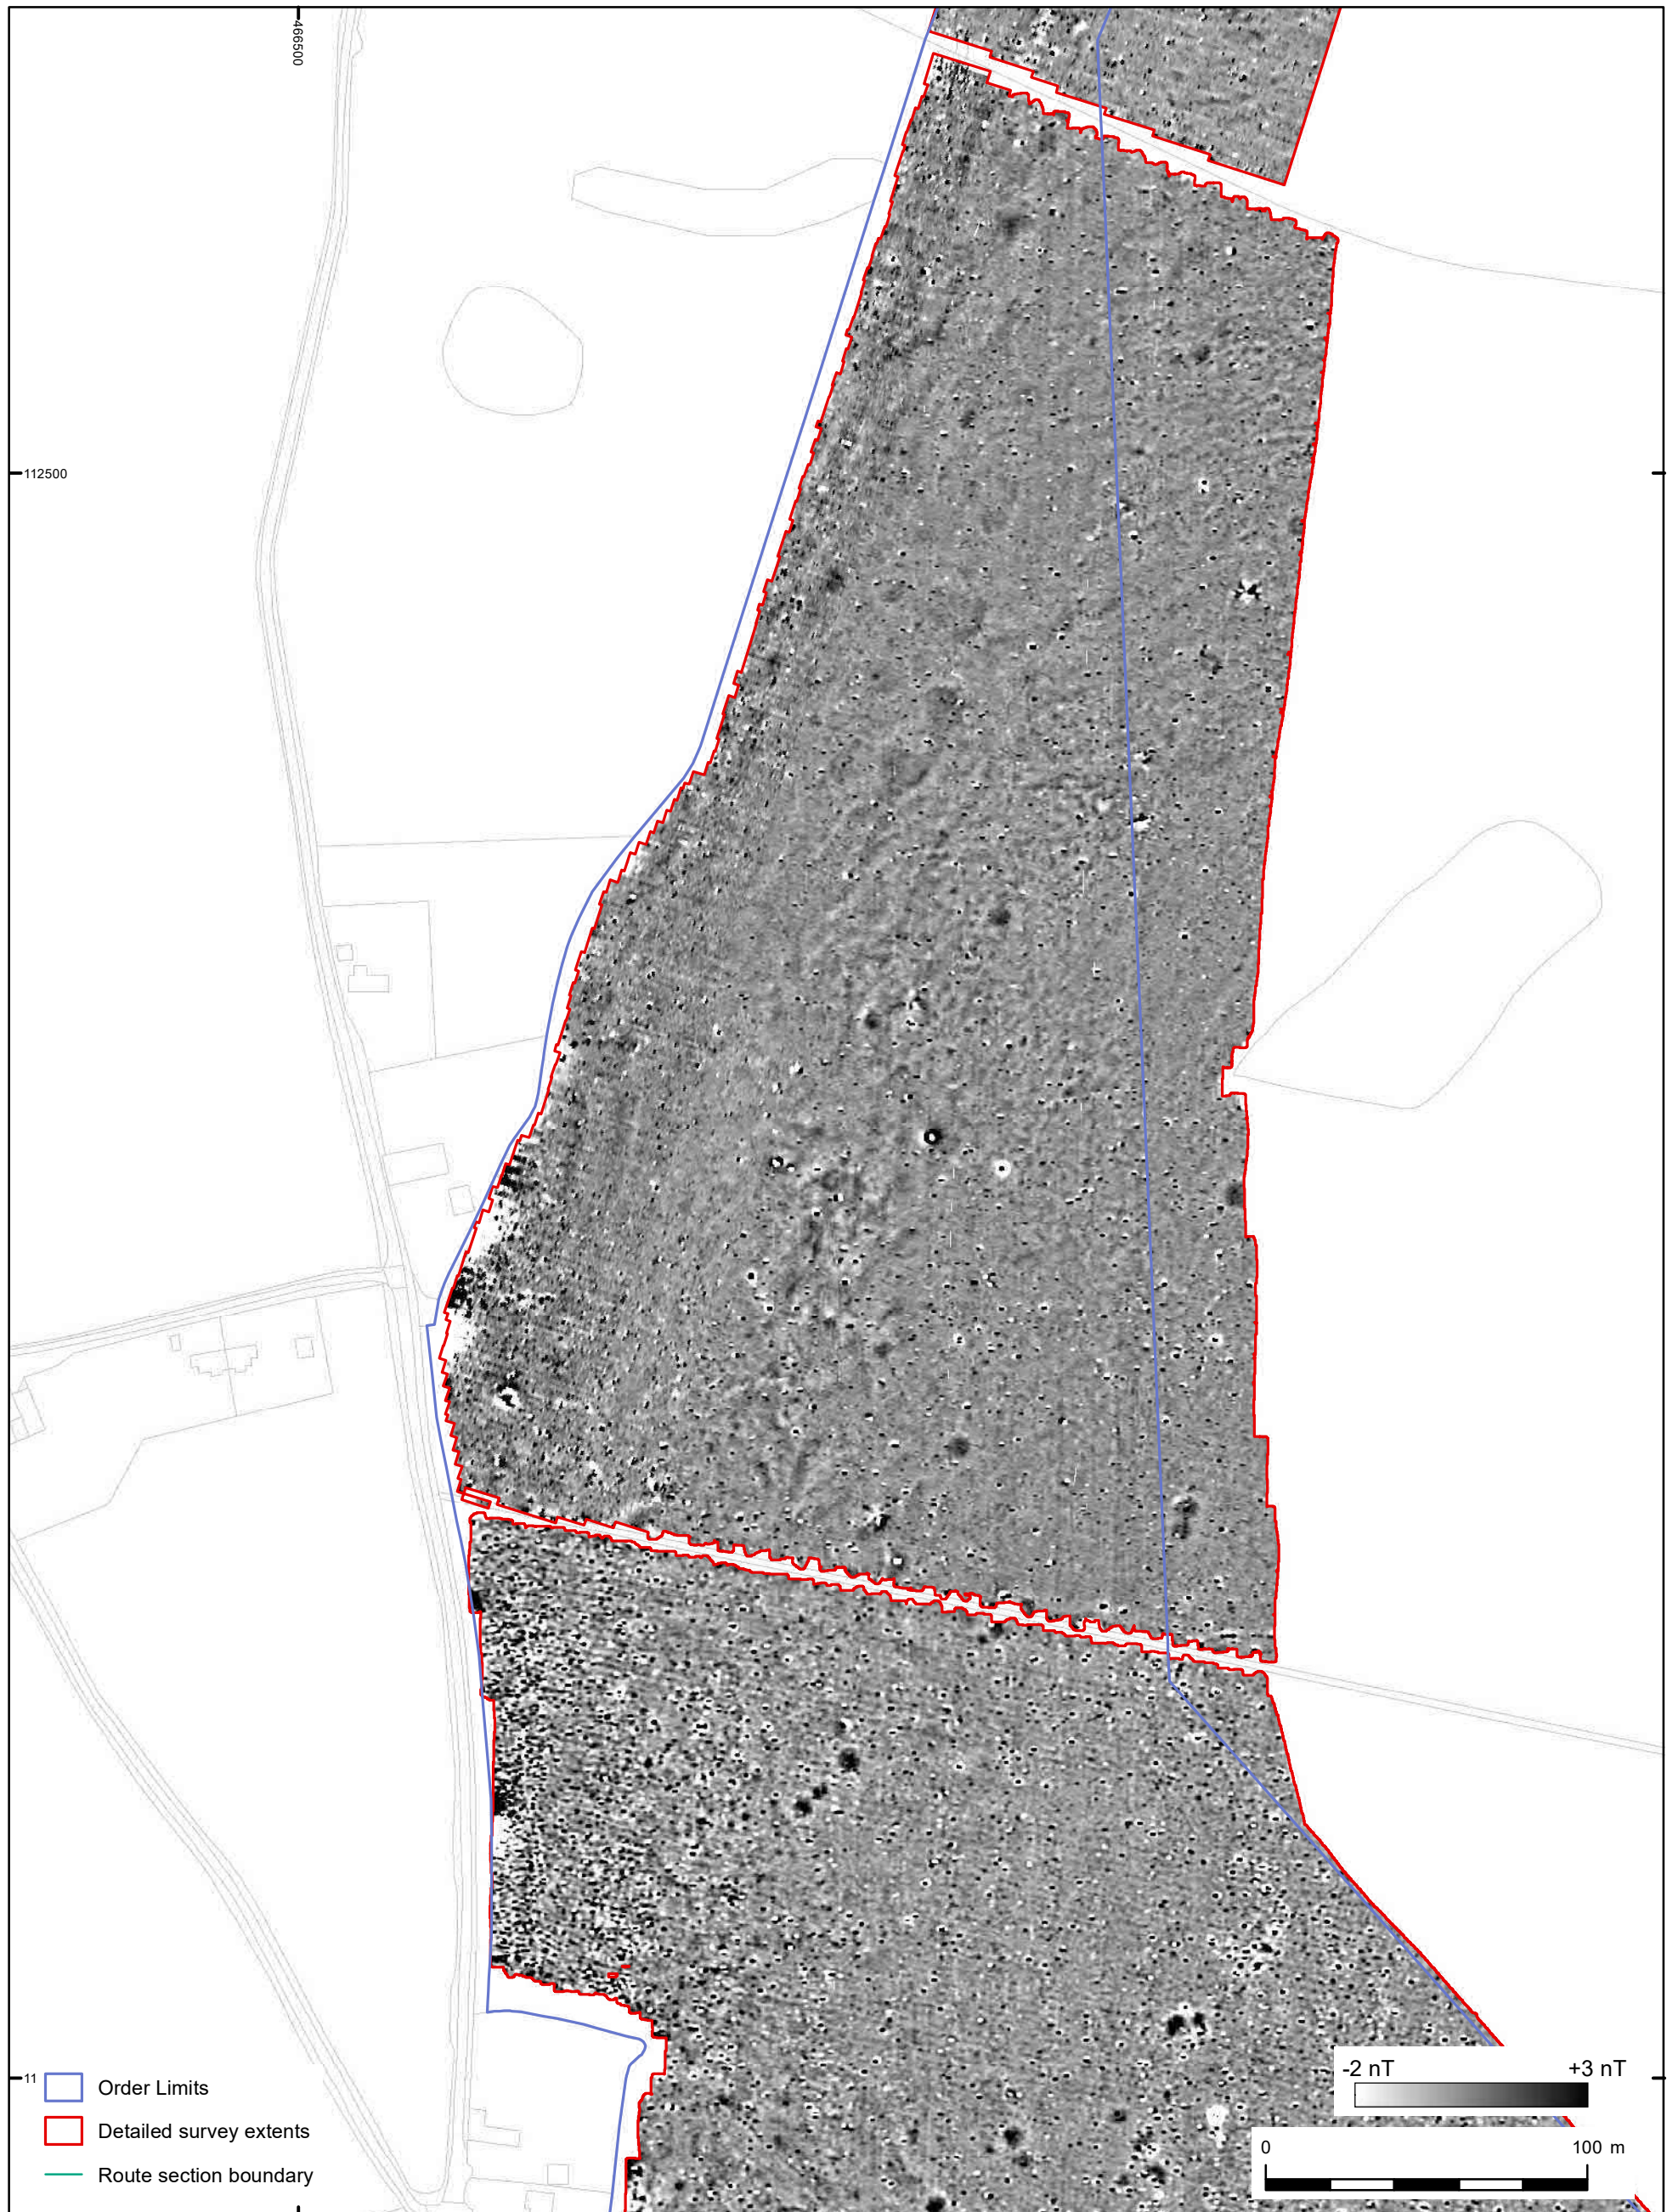 466500
112500
11
Order Limits
Detailed survey extents
Route section boundary
-2 nT +3 nT
0 100 m